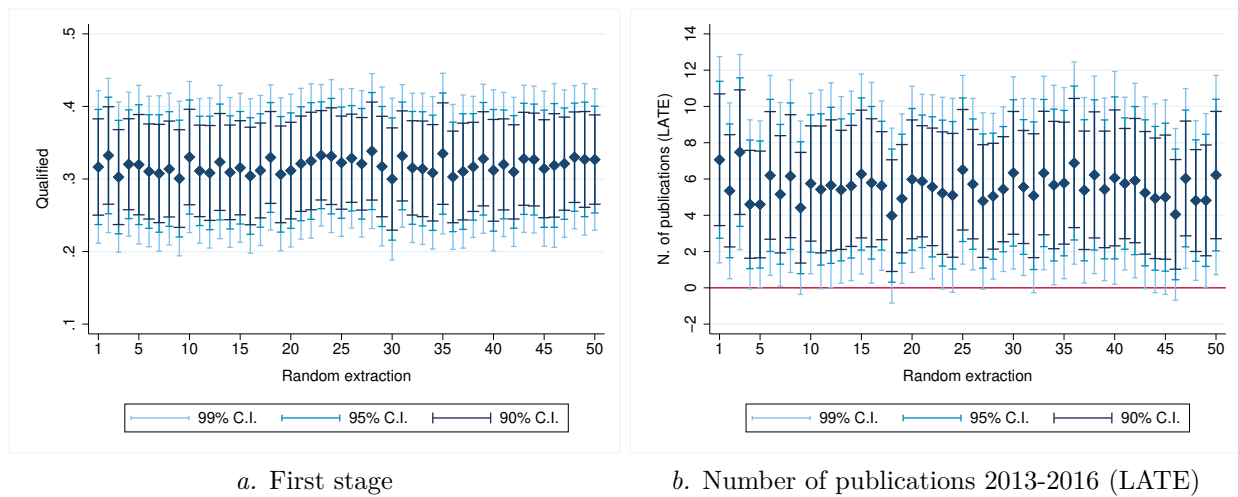 .5
.4
.3
.2
.1
Qualified
1 5 10 15 20 25 30 35 40 45 50
Random extraction
99% C.I. 95% C.I. 90% C.I.
a. First stage
14
12
10
8
6
4
2
0
−2
N. of publications (LATE)
1 5 10 15 20 25 30 35 40 45 50
Random extraction
99% C.I. 95% C.I. 90% C.I.
b. Number of publications 2013-2016 (LATE)